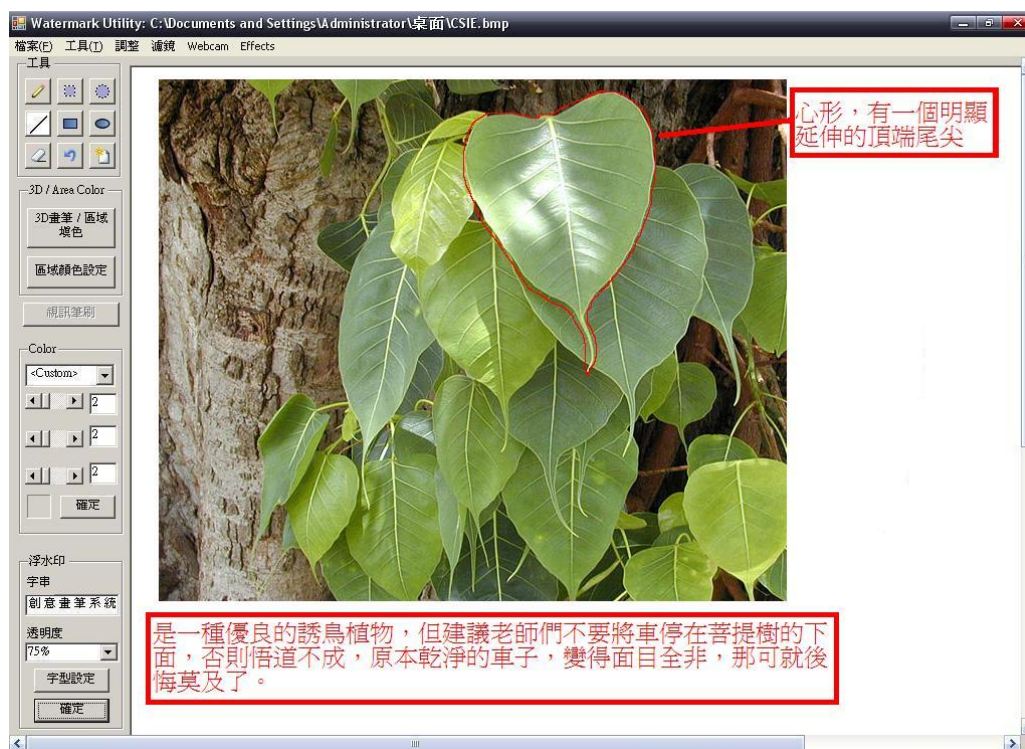 Watermark Utility: C:\Documents and Settings\Administrator\桌面\CSIE.bmp
檔案(F) 工具(T) 調整 濾鏡 Webcam Effects
工具
3D / Area Color
3D畫筆 / 區域
填色
區域顏色設定
視訊筆刷
Color
<Custom>
2
2
2
確定
浮水印
字串
創意畫筆系統
透明度
75%
字型設定
確定
心形，有一個明顯
延伸的頂端尾尖
是一種優良的誘鳥植物，但建議老師們不要將車停在菩提樹的下
面，否則悟道不成，原本乾淨的車子，變得面目全非，那可就後
悔莫及了。